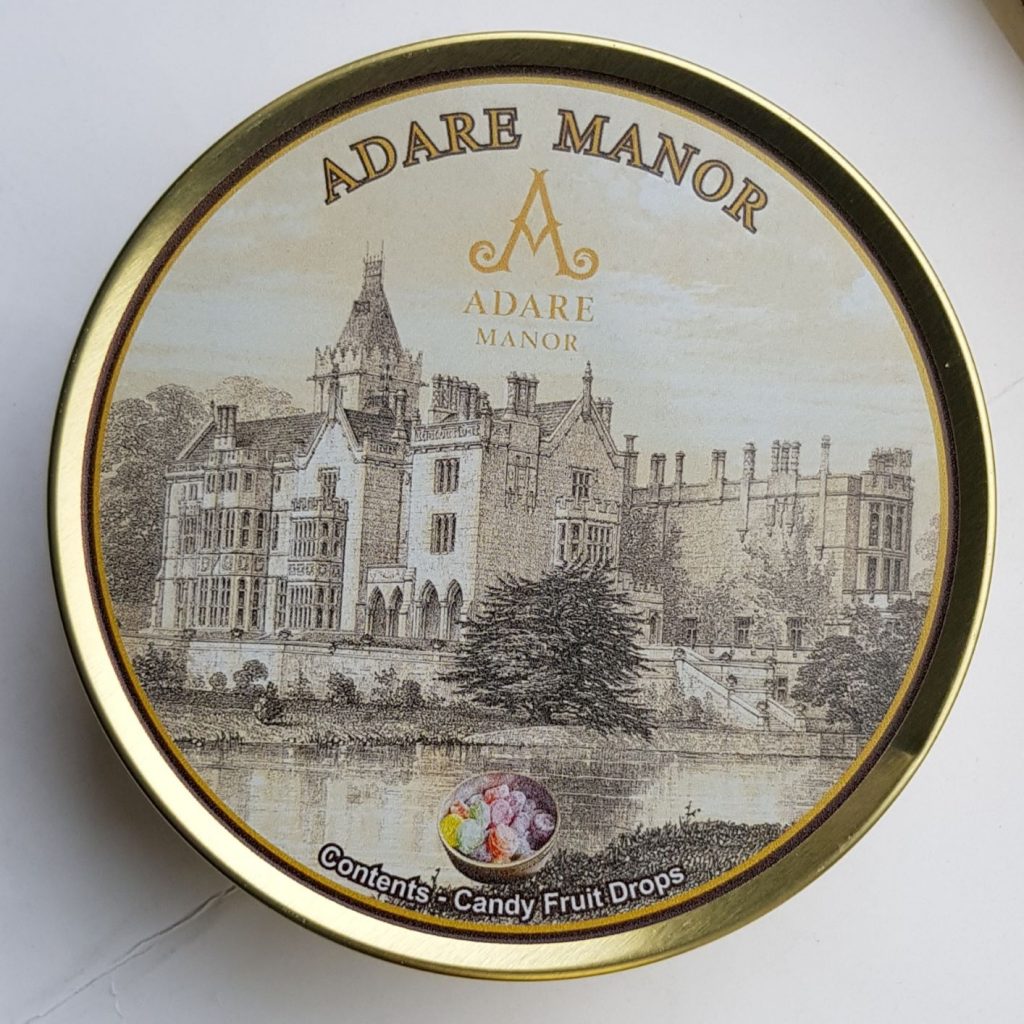 ADARE MANOR
A
ADARE
MANOR
Contents - Candy Fruit Drops